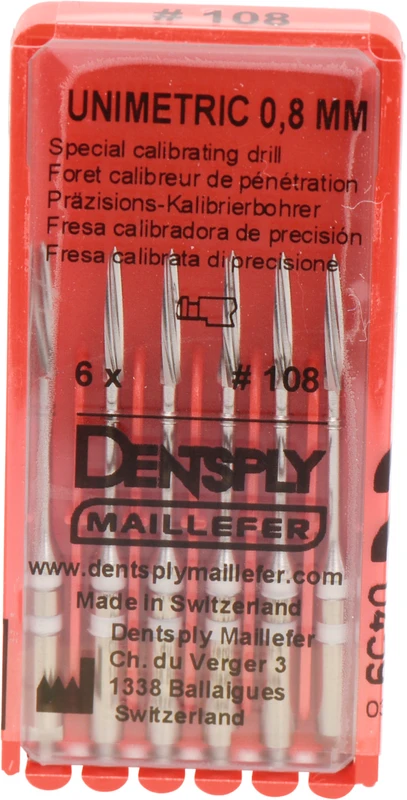 # 108
UNIMETRIC 0,8 MM
Special calibrating drill
Foret calibreur de pénétration
Präzisions-Kalibrierbohrer
Fresa calibradora de precisión
Fresa calibrata di precisione
6 x # 108
DENTSPLY
MAILLEFER
www.dentsplymaillefer.com
Made in Switzerland
Dentsply Maillefer
Ch. du Verger 3
1338 Ballaigues
Switzerland